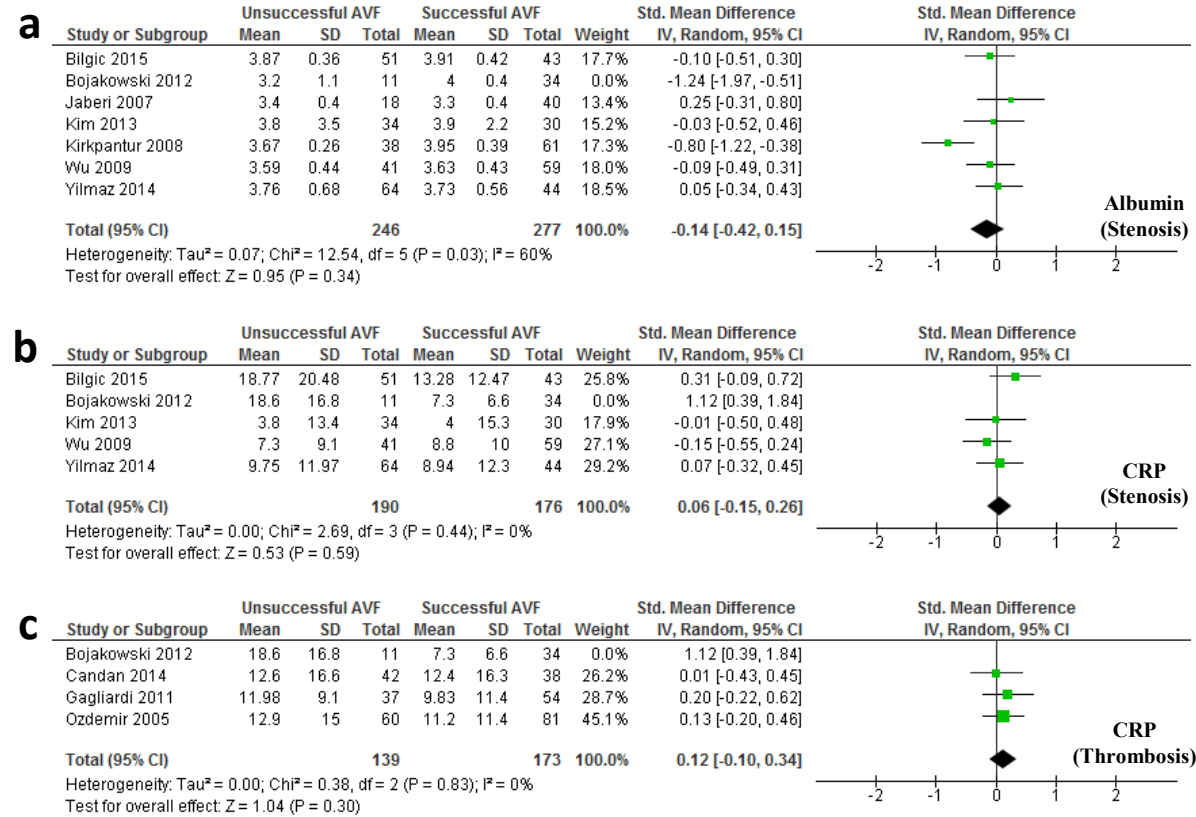 a
Unsuccessful AVF Successful AVF Std. Mean Difference Std. Mean Difference
Study or Subgroup Mean SD Total Mean SD Total Weight IV, Random, 95% CI IV, Random, 95% CI
Bilgic 2015 3.87 0.36 51 3.91 0.42 43 17.7% -0.10 [-0.51, 0.30]
Bojakowski 2012 3.2 1.1 11 4 0.4 34 0.0% -1.24 [-1.97, -0.51]
Jaberi 2007 3.4 0.4 18 3.3 0.4 40 13.4% 0.25 [-0.31, 0.80]
Kim 2013 3.8 3.5 34 3.9 2.2 30 15.2% -0.03 [-0.52, 0.46]
Kirkpantur 2008 3.67 0.26 38 3.95 0.39 61 17.3% -0.80 [-1.22, -0.38]
Wu 2009 3.59 0.44 41 3.63 0.43 59 18.0% -0.09 [-0.49, 0.31]
Yilmaz 2014 3.76 0.68 64 3.73 0.56 44 18.5% 0.05 [-0.34, 0.43]
Total (95% CI) 246 277 100.0% -0.14 [-0.42, 0.15]
Heterogeneity: Tau² = 0.07; Chi² = 12.54, df = 5 (P = 0.03); I² = 60%
Test for overall effect: Z = 0.95 (P = 0.34)
-2 -1 0 1 2
Albumin
(Stenosis)
b
Unsuccessful AVF Successful AVF Std. Mean Difference Std. Mean Difference
Study or Subgroup Mean SD Total Mean SD Total Weight IV, Random, 95% CI IV, Random, 95% CI
Bilgic 2015 18.77 20.48 51 13.28 12.47 43 25.8% 0.31 [-0.09, 0.72]
Bojakowski 2012 18.6 16.8 11 7.3 6.6 34 0.0% 1.12 [0.39, 1.84]
Kim 2013 3.8 13.4 34 4 15.3 30 17.9% -0.01 [-0.50, 0.48]
Wu 2009 7.3 9.1 41 8.8 10 59 27.1% -0.15 [-0.55, 0.24]
Yilmaz 2014 9.75 11.97 64 8.94 12.3 44 29.2% 0.07 [-0.32, 0.45]
Total (95% CI) 190 176 100.0% 0.06 [-0.15, 0.26]
Heterogeneity: Tau² = 0.00; Chi² = 2.69, df = 3 (P = 0.44); I² = 0%
Test for overall effect: Z = 0.53 (P = 0.59)
-2 -1 0 1 2
CRP
(Stenosis)
c
Unsuccessful AVF Successful AVF Std. Mean Difference Std. Mean Difference
Study or Subgroup Mean SD Total Mean SD Total Weight IV, Random, 95% CI IV, Random, 95% CI
Bojakowski 2012 18.6 16.8 11 7.3 6.6 34 0.0% 1.12 [0.39, 1.84]
Candan 2014 12.6 16.6 42 12.4 16.3 38 26.2% 0.01 [-0.43, 0.45]
Gagliardi 2011 11.98 9.1 37 9.83 11.4 54 28.7% 0.20 [-0.22, 0.62]
Ozdemir 2005 12.9 15 60 11.2 11.4 81 45.1% 0.13 [-0.20, 0.46]
Total (95% CI) 139 173 100.0% 0.12 [-0.10, 0.34]
Heterogeneity: Tau² = 0.00; Chi² = 0.38, df = 2 (P = 0.83); I² = 0%
Test for overall effect: Z = 1.04 (P = 0.30)
-2 -1 0 1 2
CRP
(Thrombosis)